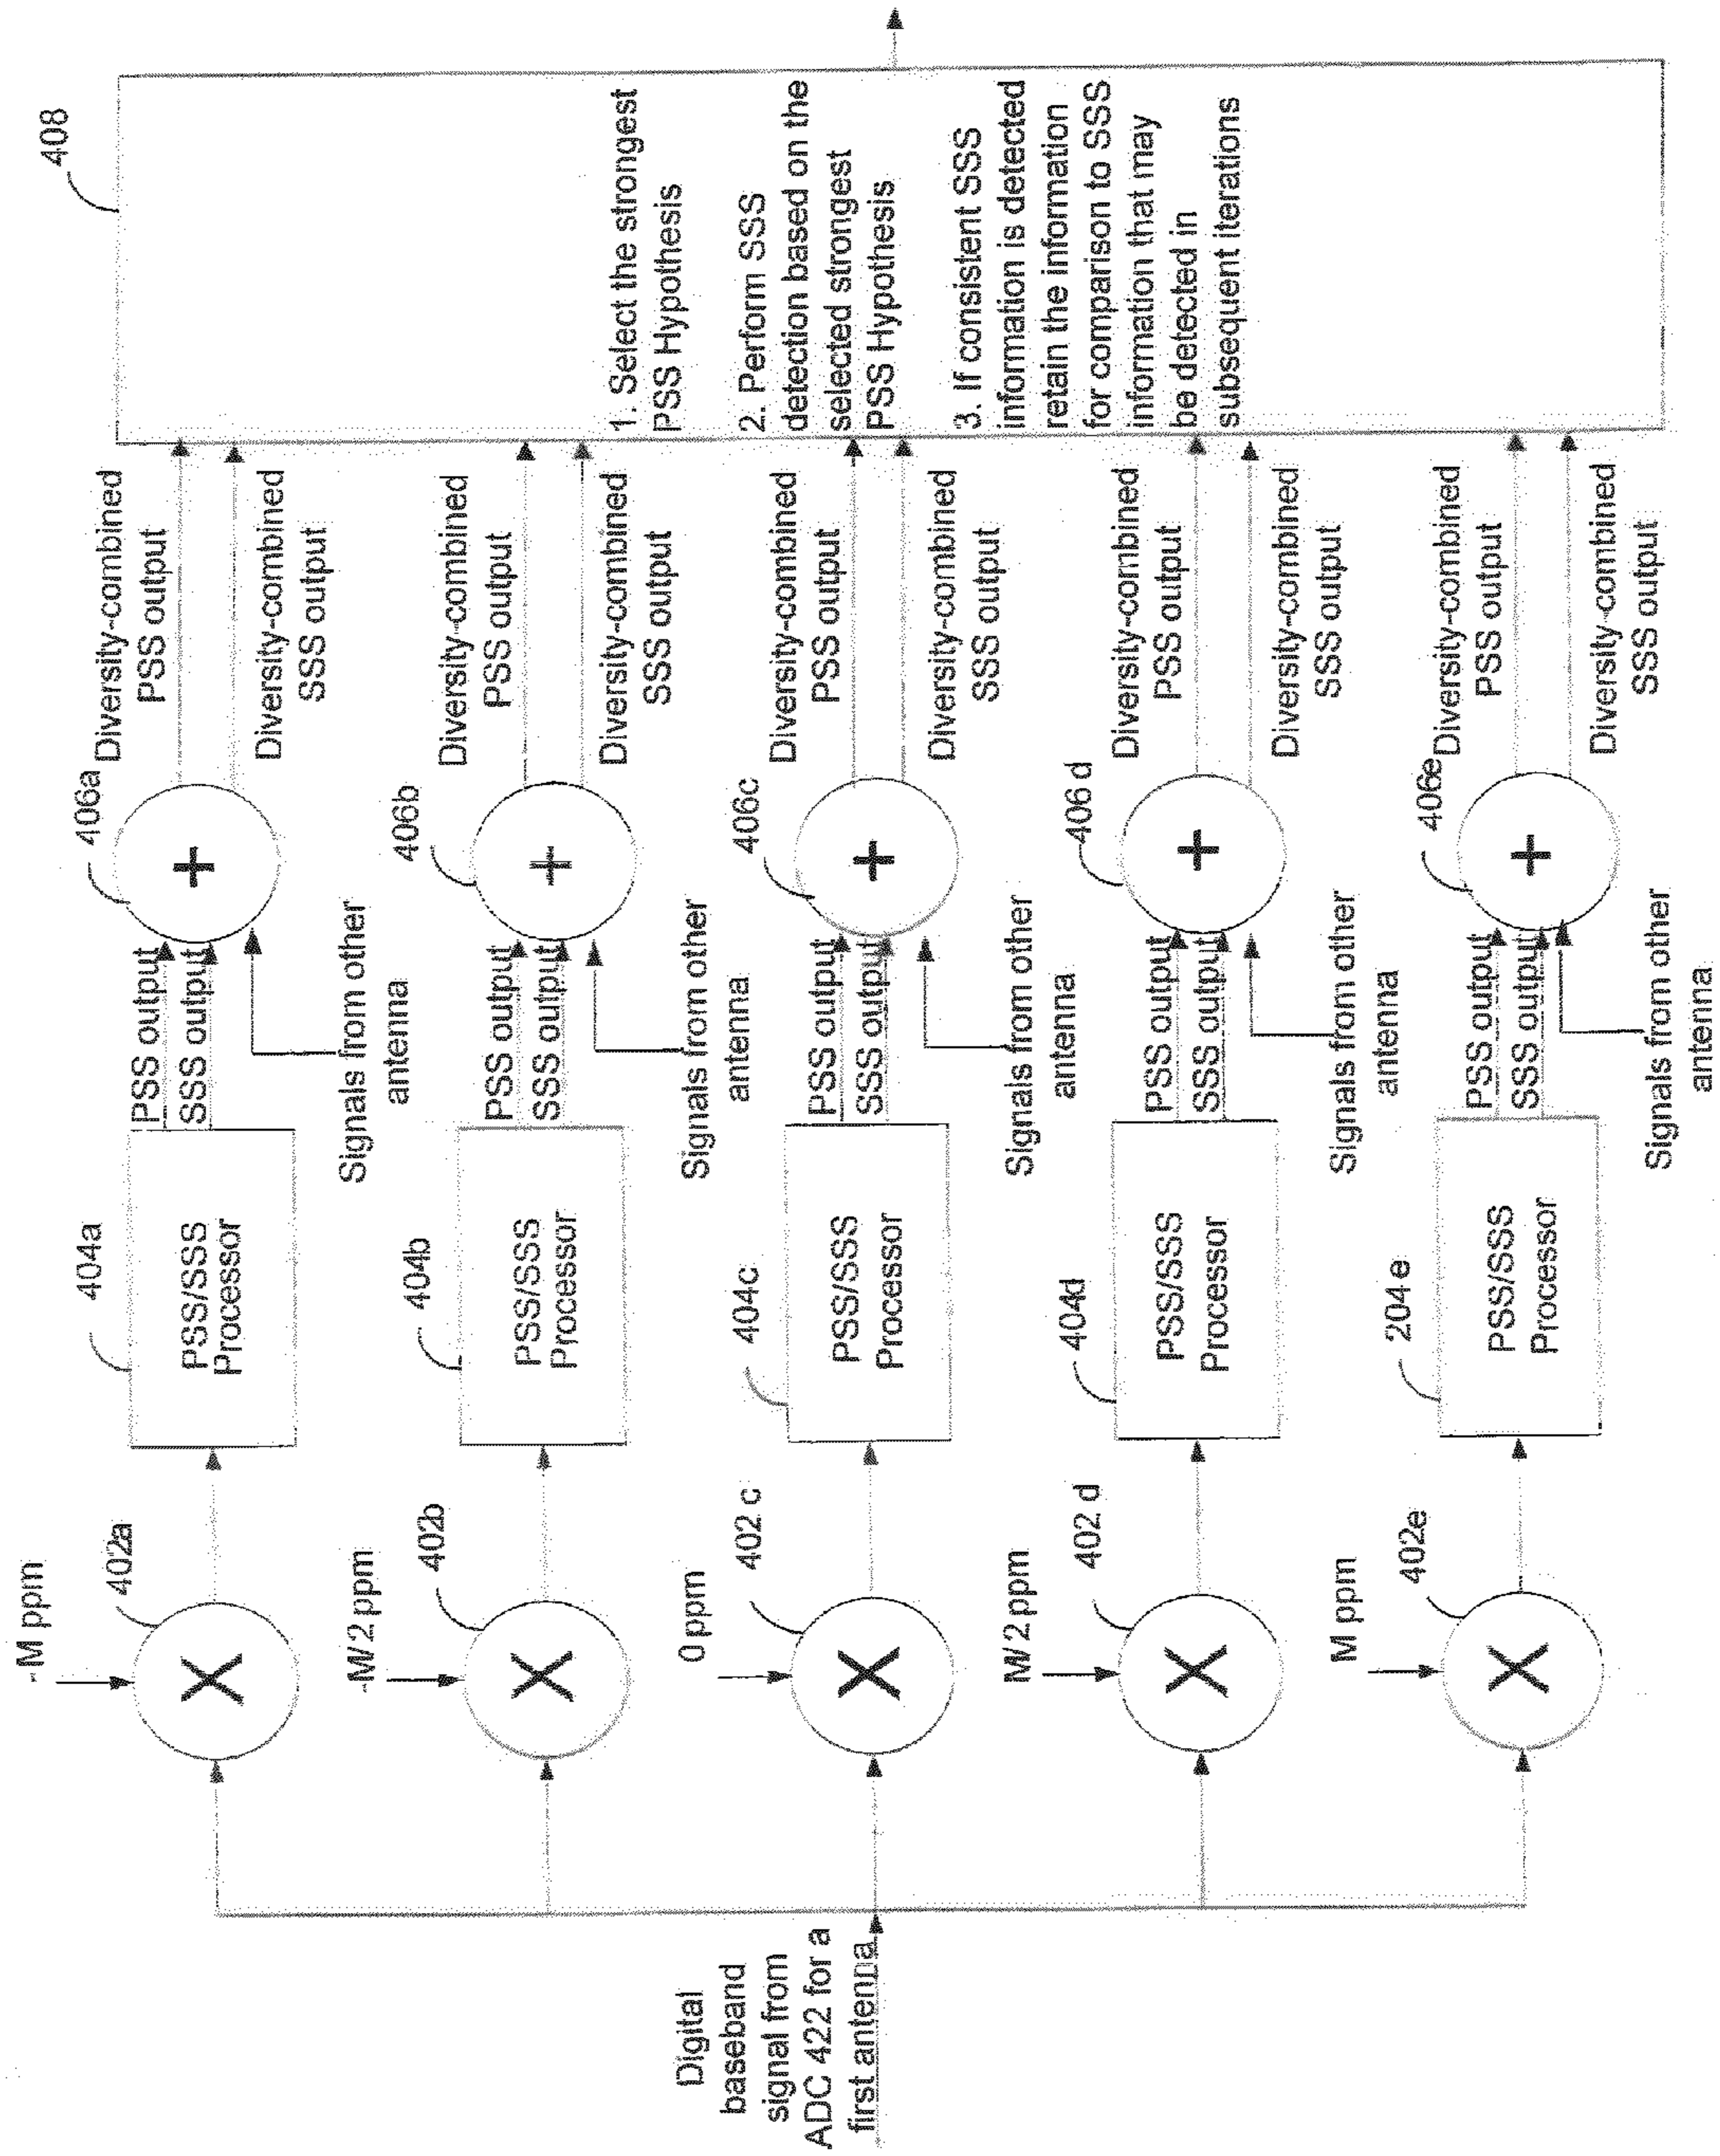 408
1. Select the strongest
PSS Hypothesis
2. Perform SSS
detection based on the
selected strongest
PSS Hypothesis
3. If consistent SSS
information is detected
retain the information
for comparison to SSS
information that may
be detected in
subsequent iterations
Digital
baseband
signal from
ADC 422 for a
first antenna
-M ppm
402a
404a
PSS/SSS
Processor
PSS output
SSS output
Signals from other
antenna
406a
Diversity-combined
PSS output
Diversity-combined
SSS output
-M/2 ppm
402b
404b
PSS/SSS
Processor
PSS output
SSS output
Signals from other
antenna
406b
Diversity-combined
PSS output
Diversity-combined
SSS output
0 ppm
402 c
404c
PSS/SSS
Processor
PSS output
SSS output
Signals from other
antenna
406c
Diversity-combined
PSS output
Diversity-combined
SSS output
M/2 ppm
402 d
404d
PSS/SSS
Processor
PSS output
SSS output
Signals from other
antenna
406 d
Diversity-combined
PSS output
Diversity-combined
SSS output
M ppm
402e
204 e
PSS/SSS
Processor
PSS output
SSS output
Signals from other
antenna
406e
Diversity-combined
PSS output
Diversity-combined
SSS output